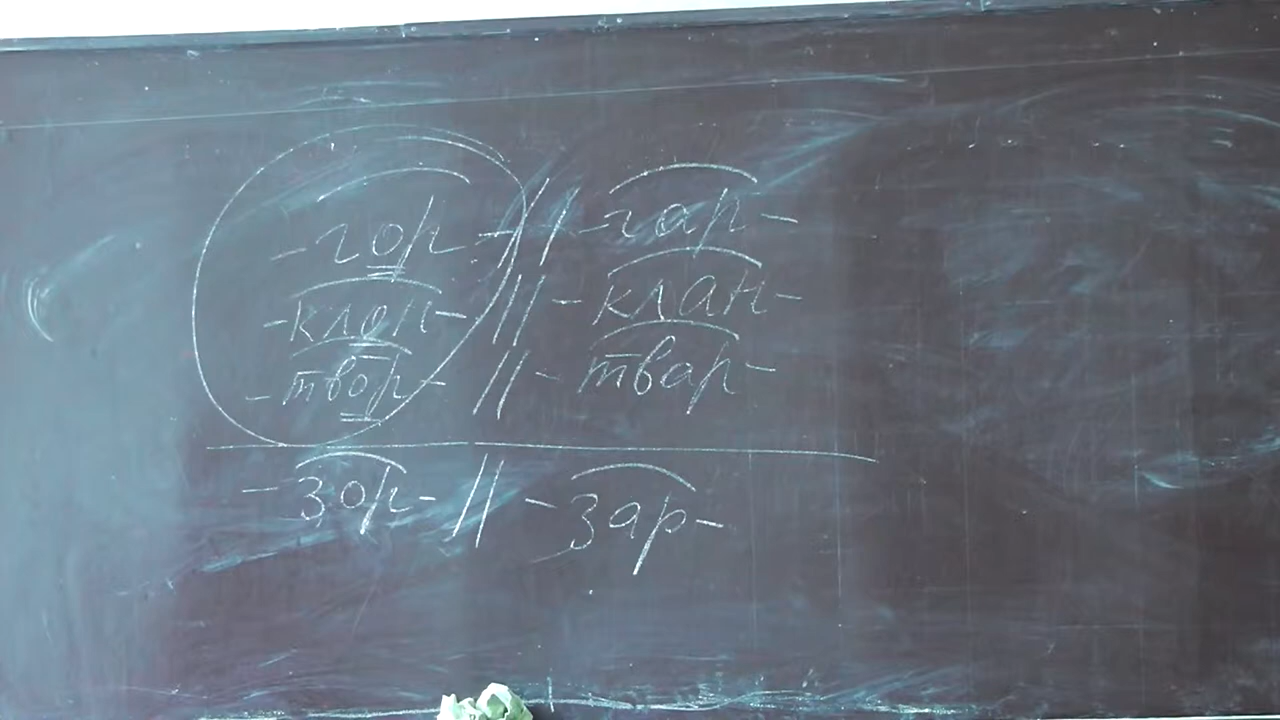 -гор- // -гар-
-клон- // -клан-
-твор- // -твар-
-зор- // -зар-